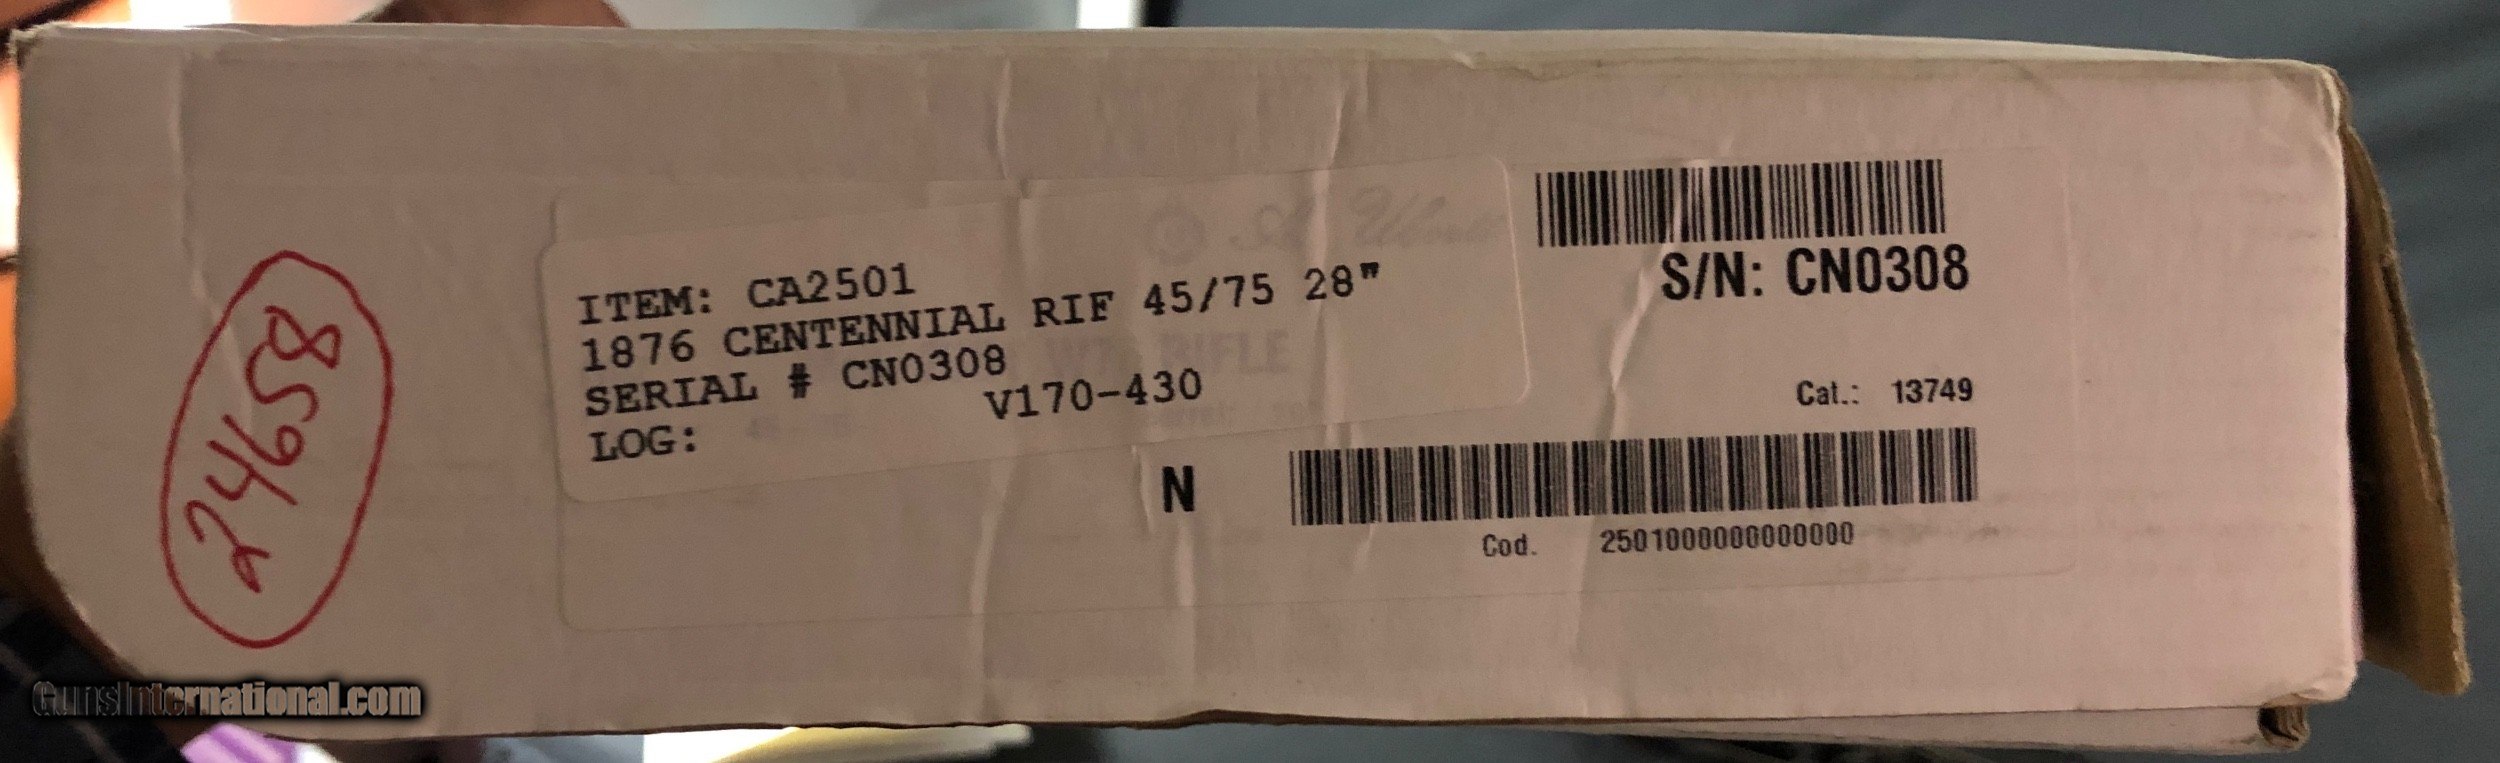 24658
ITEM: CA2501
1876 CENTENNIAL RIF 45/75 28"
SERIAL # CN0308
V170-430
LOG:
RIFLE
S/N: CN0308
Cat.: 13749
N
Cod. 2501000000000000
GunsInternational.com